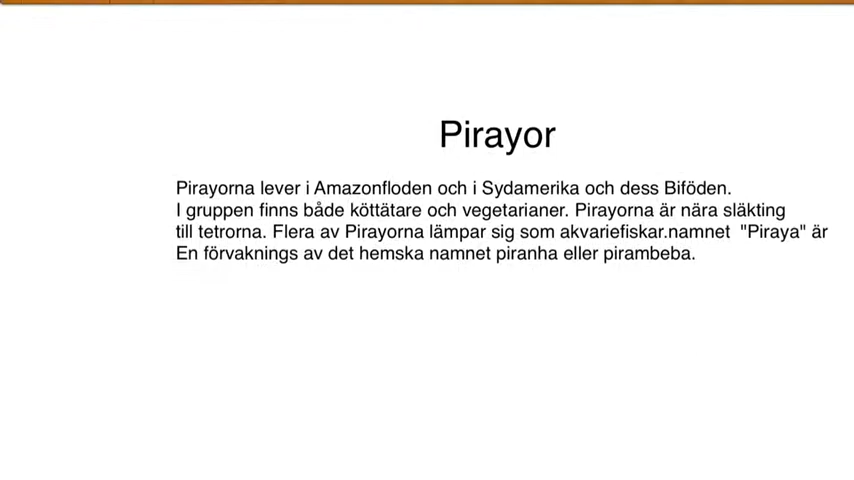 Pirayor
Pirayorna lever i Amazonfloden och i Sydamerika och dess Biföden.
I gruppen finns både köttätare och vegetarianer. Pirayorna är nära släkting
till tetrorna. Flera av Pirayorna lämpar sig som akvariefiskar.namnet  "Piraya" är
En förvaknings av det hemska namnet piranha eller pirambeba.